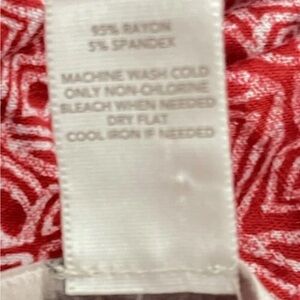 95% RAYON
5% SPANDEX
MACHINE WASH COLD
ONLY NON-CHLORINE
BLEACH WHEN NEEDED
DRY FLAT
COOL IRON IF NEEDED